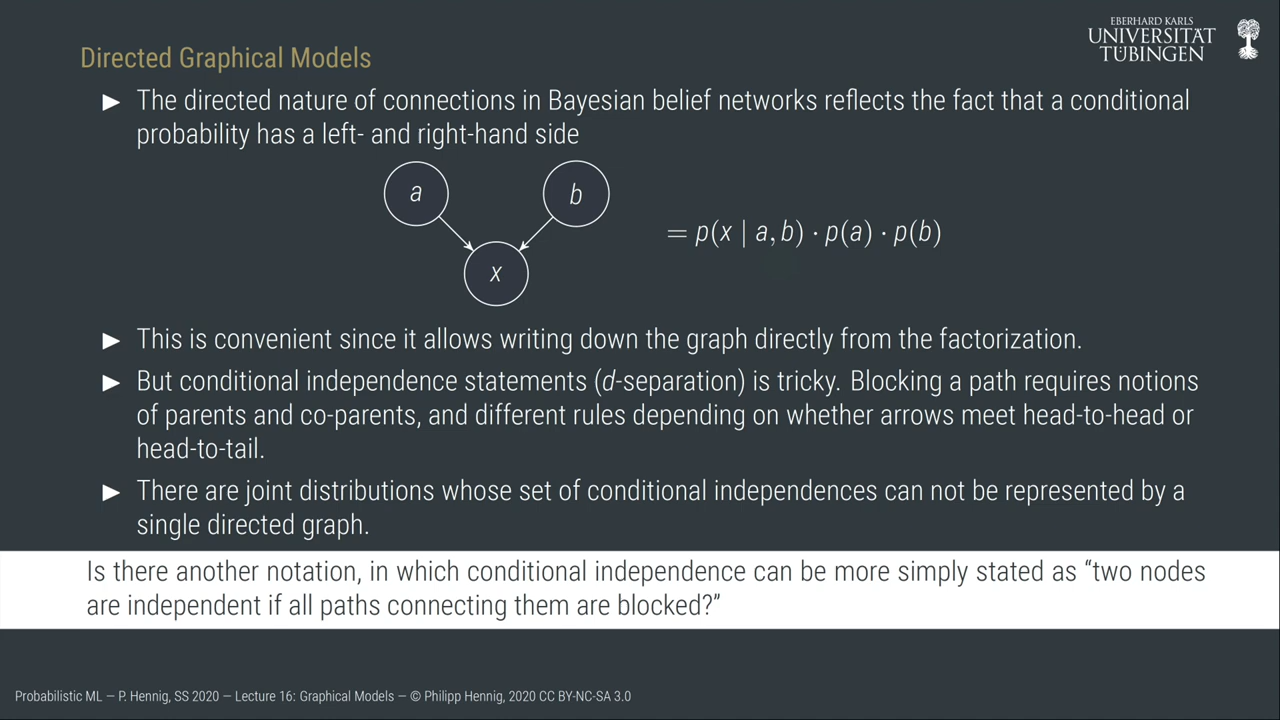 EBERHARD KARLS
UNIVERSITÄT
TÜBINGEN
Directed Graphical Models
▶ The directed nature of connections in Bayesian belief networks reflects the fact that a conditional
probability has a left- and right-hand side
a
b
x
= p(x | a, b) · p(a) · p(b)
▶ This is convenient since it allows writing down the graph directly from the factorization.
▶ But conditional independence statements (d-separation) is tricky. Blocking a path requires notions
of parents and co-parents, and different rules depending on whether arrows meet head-to-head or
head-to-tail.
▶ There are joint distributions whose set of conditional independences can not be represented by a
single directed graph.
Is there another notation, in which conditional independence can be more simply stated as “two nodes
are independent if all paths connecting them are blocked?”
Probabilistic ML — P. Hennig, SS 2020 — Lecture 16: Graphical Models — © Philipp Hennig, 2020 CC BY-NC-SA 3.0